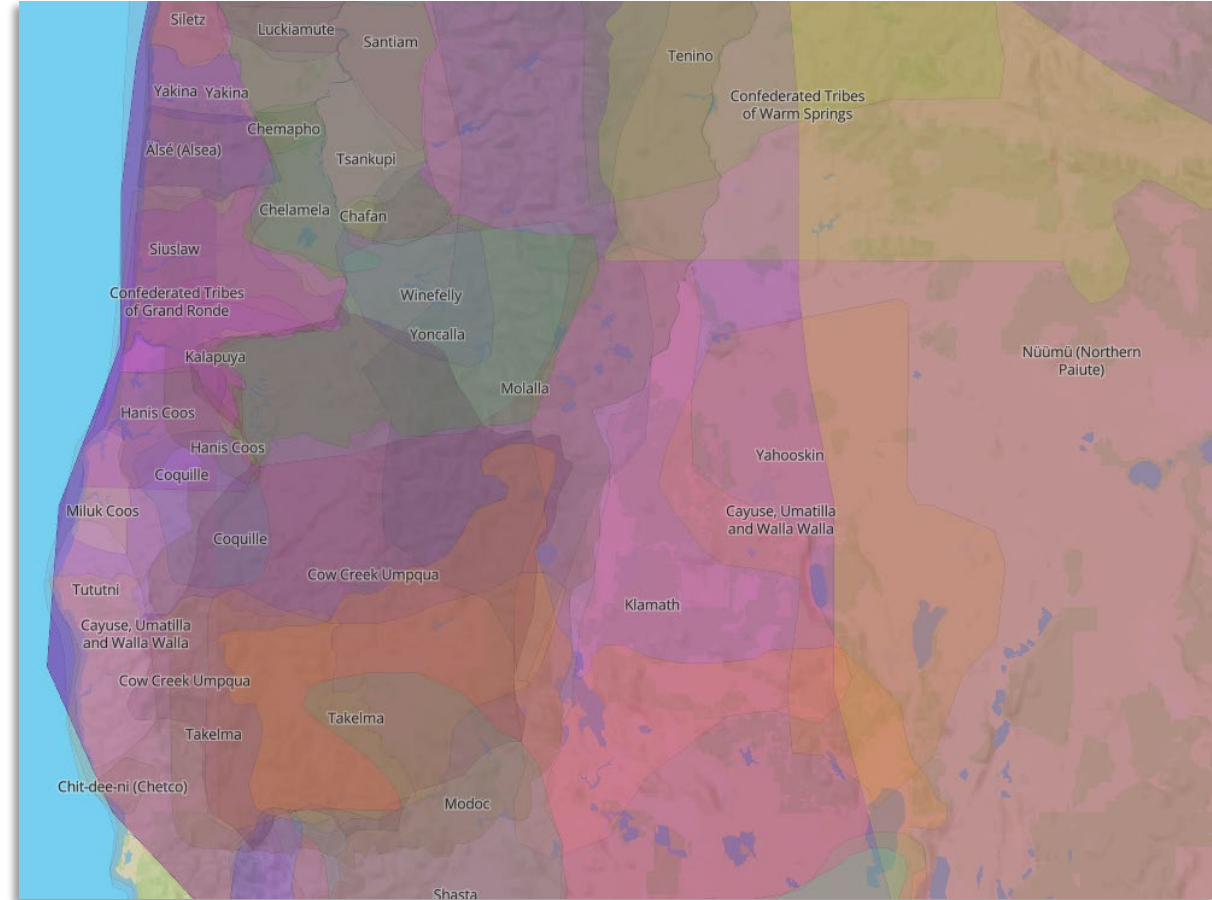 Siletz
Luckiamute
Santiam
Tenino
Yakina
Yakina
Confederated Tribes
of Warm Springs
Chemapho
Älsé (Alsea)
Tsankupi
Chelamela
Chafan
Siuslaw
Confederated Tribes
of Grand Ronde
Winefelly
Yoncalla
Kalapuya
Nüümü (Northern
Paiute)
Molalla
Hanis Coos
Hanis Coos
Yahooskin
Coquille
Miluk Coos
Cayuse, Umatilla
and Walla Walla
Coquille
Cow Creek Umpqua
Tututni
Klamath
Cayuse, Umatilla
and Walla Walla
Cow Creek Umpqua
Takelma
Takelma
Chit-dee-ni (Chetco)
Modoc
Shasta